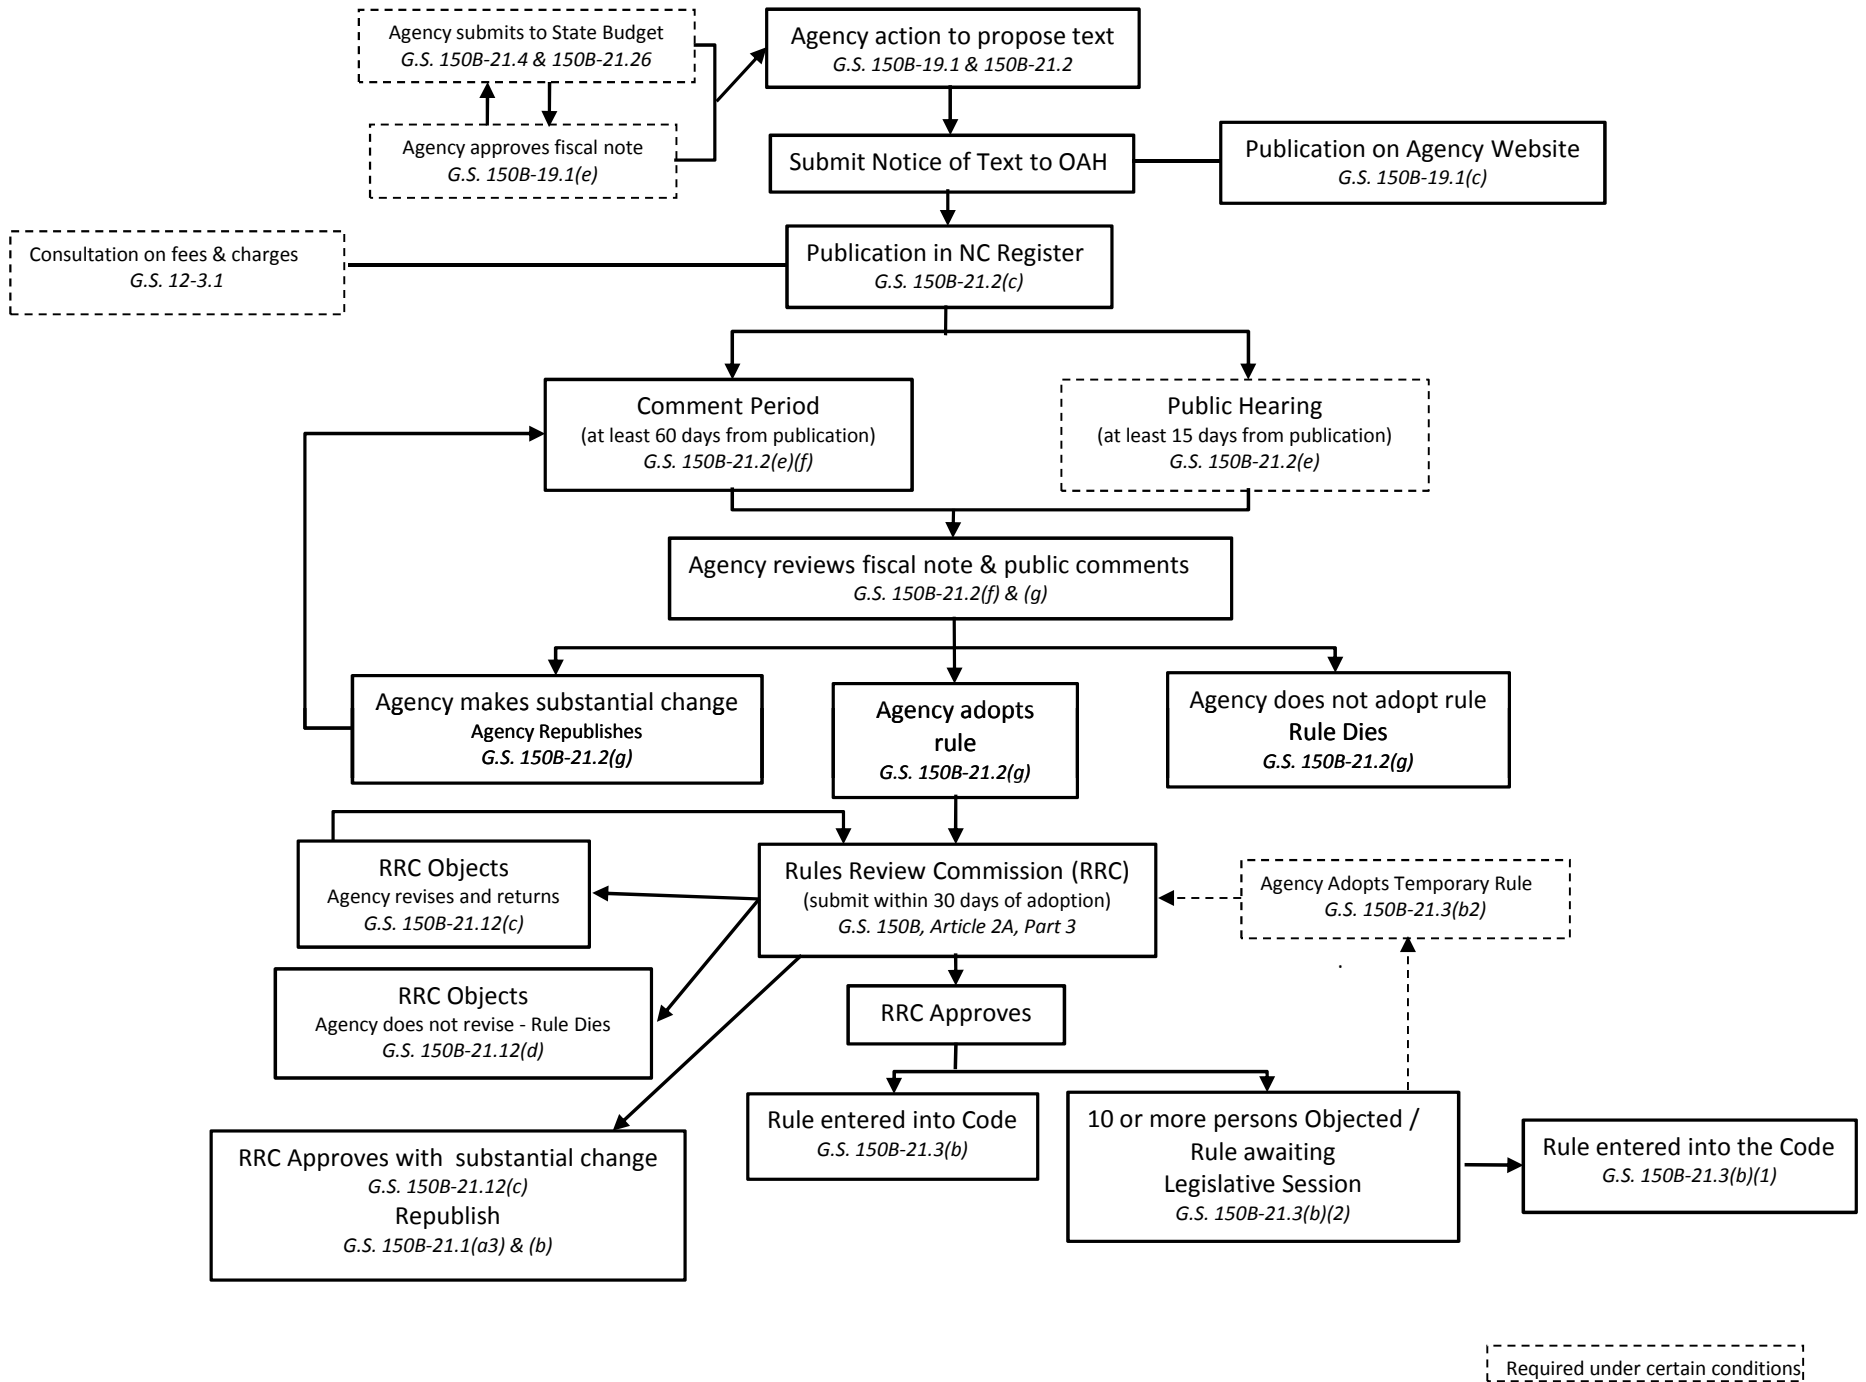 Agency submits to State Budget
G.S. 150B-21.4 & 150B-21.26
Agency action to propose text
G.S. 150B-19.1 & 150B-21.2
Agency approves fiscal note
G.S. 150B-19.1(e)
Submit Notice of Text to OAH
Publication on Agency Website
G.S. 150B-19.1(c)
Consultation on fees & charges
G.S. 12-3.1
Publication in NC Register
G.S. 150B-21.2(c)
Comment Period
(at least 60 days from publication)
G.S. 150B-21.2(e)(f)
Public Hearing
(at least 15 days from publication)
G.S. 150B-21.2(e)
Agency reviews fiscal note & public comments
G.S. 150B-21.2(f) & (g)
Agency makes substantial change
Agency Republishes
G.S. 150B-21.2(g)
Agency adopts
rule
G.S. 150B-21.2(g)
Agency does not adopt rule
Rule Dies
G.S. 150B-21.2(g)
RRC Objects
Agency revises and returns
G.S. 150B-21.12(c)
Rules Review Commission (RRC)
(submit within 30 days of adoption)
G.S. 150B, Article 2A, Part 3
Agency Adopts Temporary Rule
G.S. 150B-21.3(b2)
.
RRC Objects
Agency does not revise - Rule Dies
G.S. 150B-21.12(d)
RRC Approves
RRC Approves with substantial change
G.S. 150B-21.12(c)
Republish
G.S. 150B-21.1(a3) & (b)
Rule entered into Code
G.S. 150B-21.3(b)
10 or more persons Objected /
Rule awaiting
Legislative Session
G.S. 150B-21.3(b)(2)
Rule entered into the Code
G.S. 150B-21.3(b)(1)
Required under certain conditions